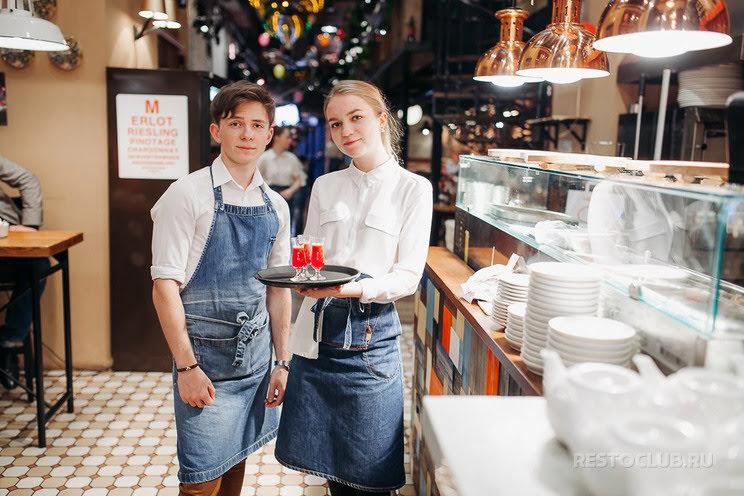 M
ERLOT
RIESLING
PINOTAGE
CHARDONNAY
RESTOCLUB.RU